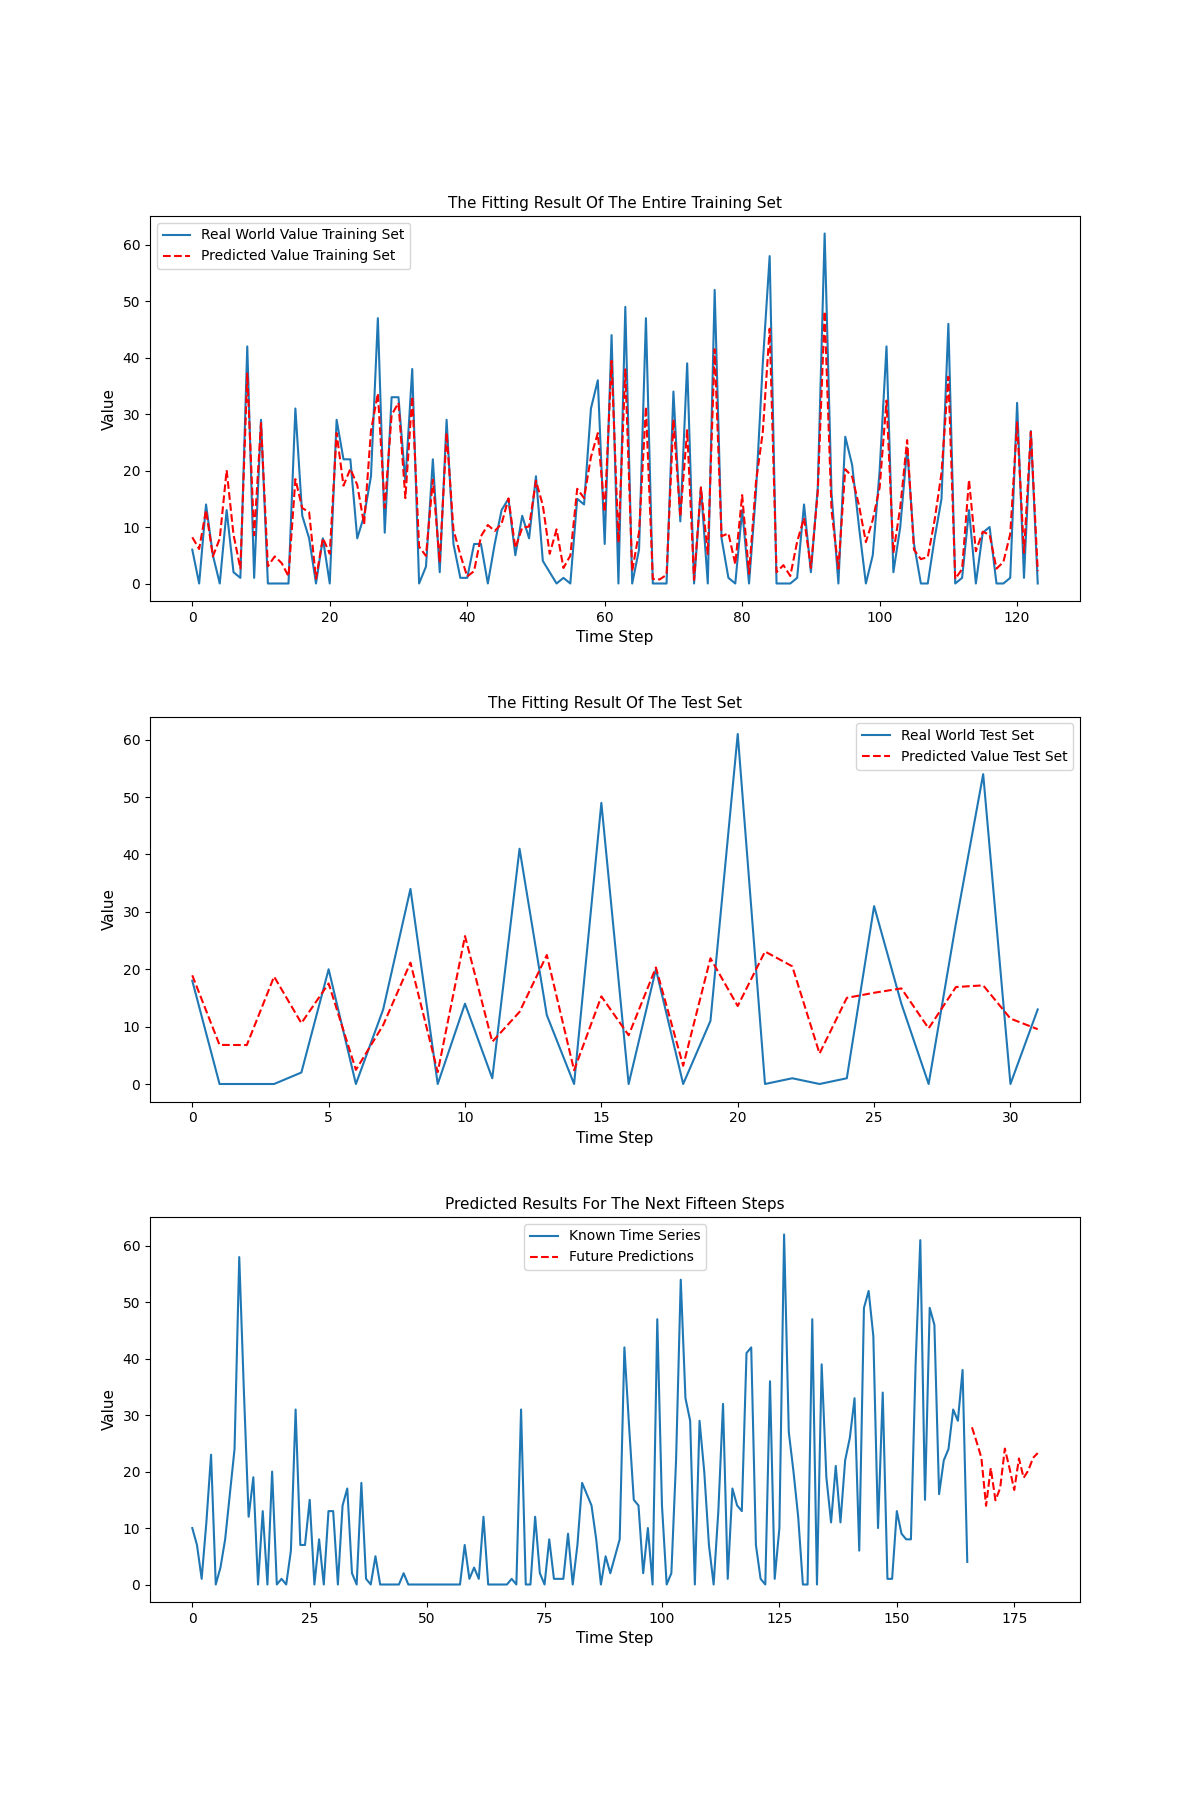 The Fitting Result Of The Entire Training Set
Real World Value Training Set
Predicted Value Training Set
60
50
40
30
20
10
0
Value
0 20 40 60 80 100 120
Time Step
The Fitting Result Of The Test Set
Real World Test Set
Predicted Value Test Set
60
50
40
30
20
10
0
Value
0 5 10 15 20 25 30
Time Step
Predicted Results For The Next Fifteen Steps
Known Time Series
Future Predictions
60
50
40
30
20
10
0
Value
0 25 50 75 100 125 150 175
Time Step